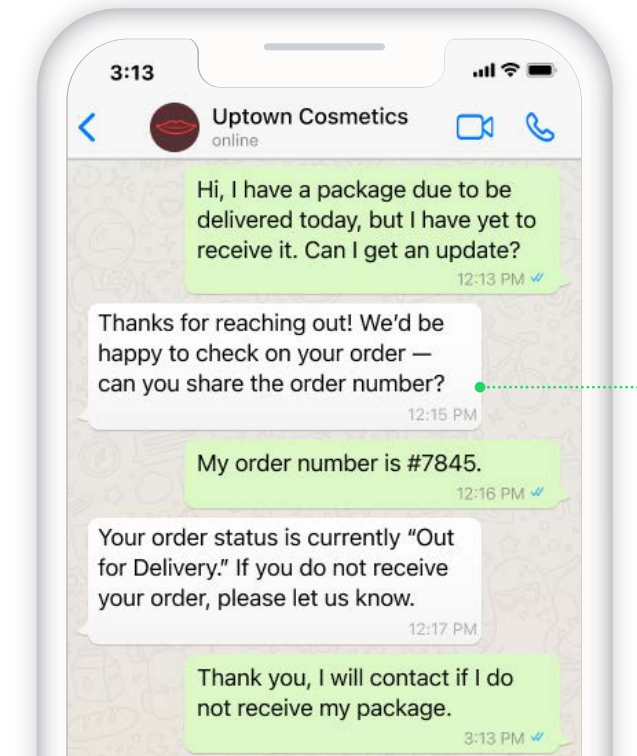 3:13
Uptown Cosmetics
online
Hi, I have a package due to be
delivered today, but I have yet to
receive it. Can I get an update?
12:13 PM
Thanks for reaching out! We’d be
happy to check on your order —
can you share the order number?
12:15 PM
My order number is #7845.
12:16 PM
Your order status is currently “Out
for Delivery.” If you do not receive
your order, please let us know.
12:17 PM
Thank you, I will contact if I do
not receive my package.
3:13 PM